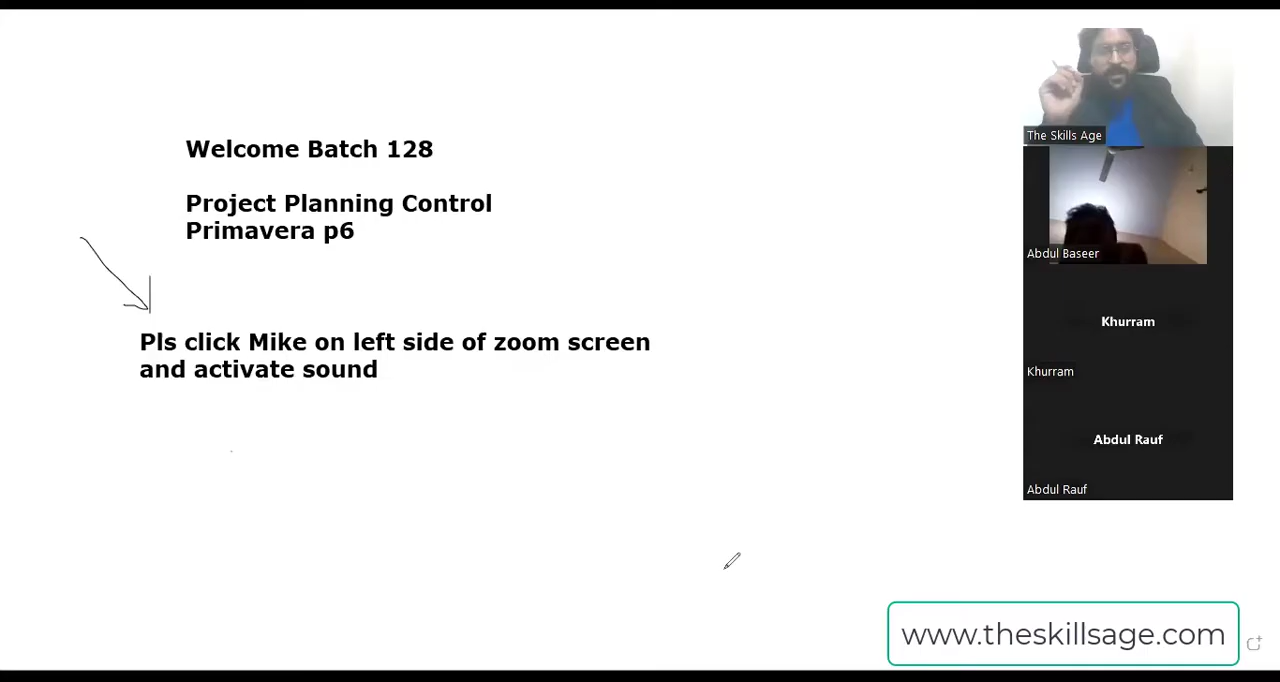 Welcome Batch 128
Project Planning Control
Primavera p6
Pls click Mike on left side of zoom screen
and activate sound
The Skills Age
Abdul Baseer
Khurram
Khurram
Abdul Rauf
Abdul Rauf
www.theskillsage.com